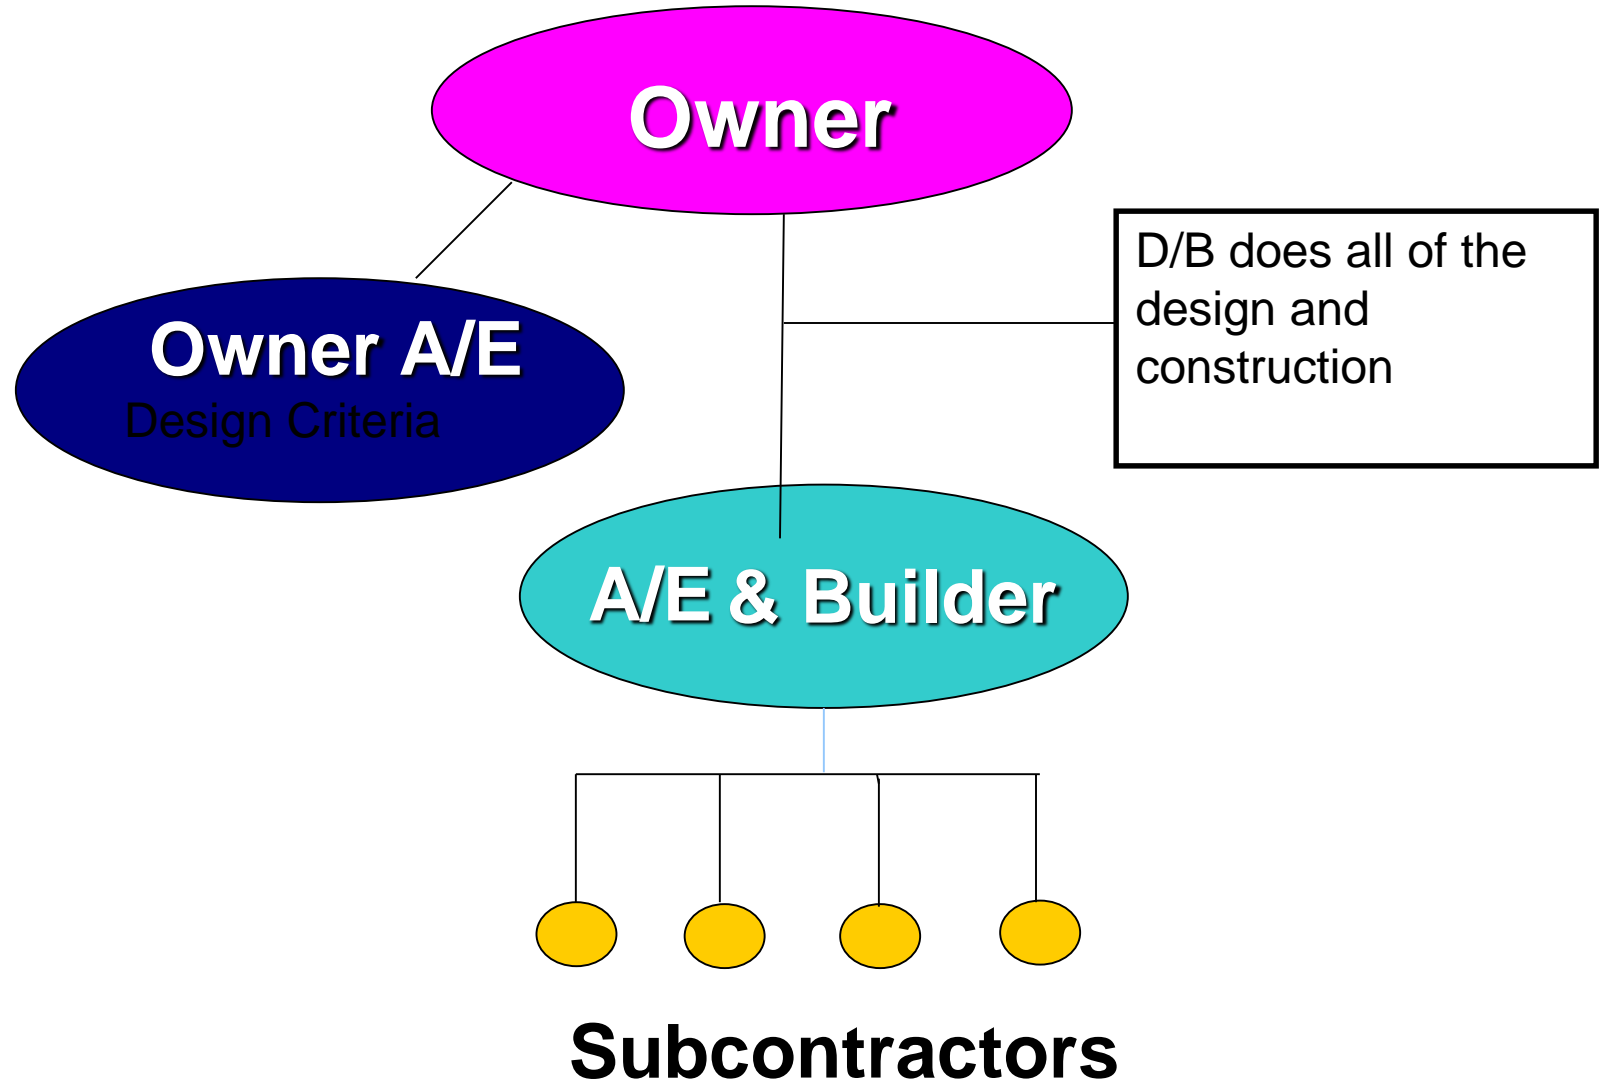 Owner
D/B does all of the
design and
construction
Owner A/E
Design Criteria
A/E & Builder
Subcontractors